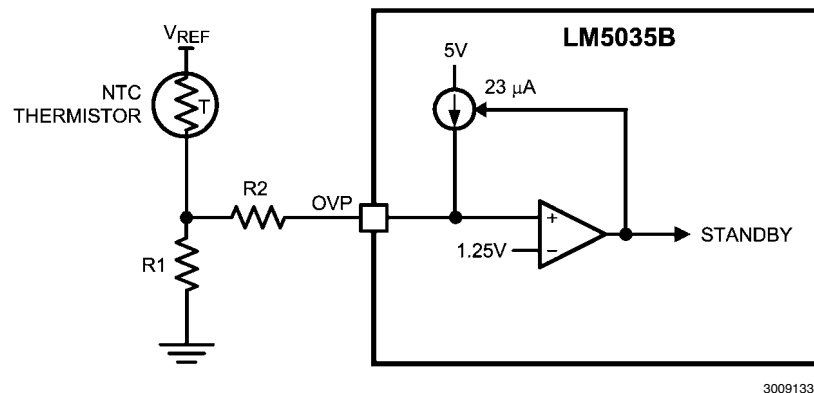 LM5035B
VREF
5V
NTC
THERMISTOR
T
23 μA
R2
OVP
+
1.25V
−
STANDBY
R1
3009133